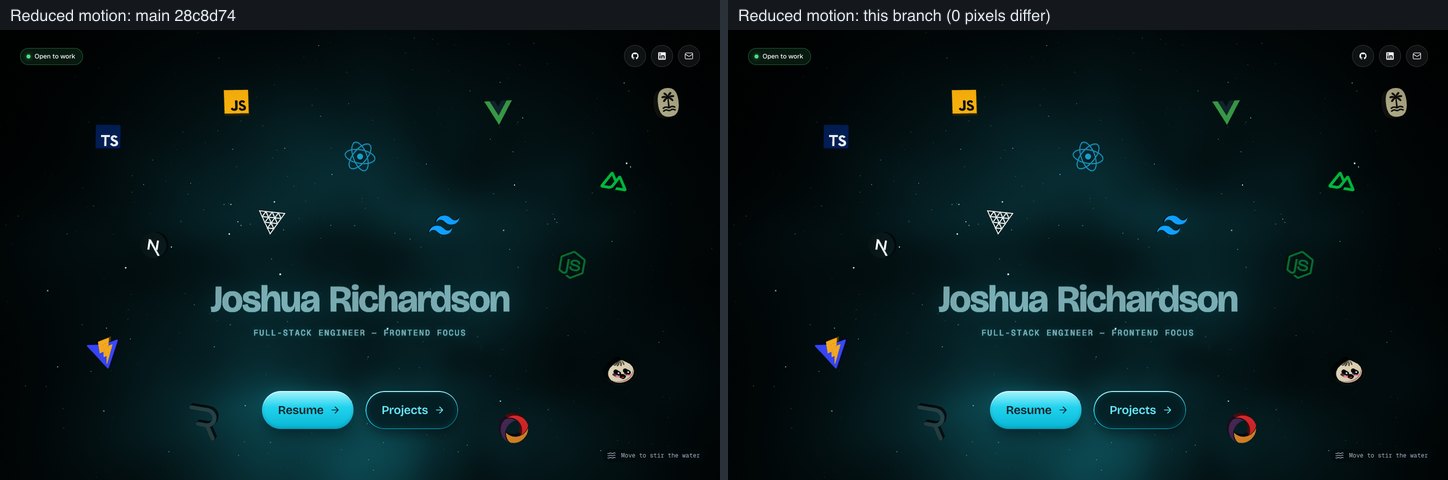 Reduced motion: main 28c8d74
Open to work
JS
TS
N
JS
Joshua Richardson
FULL-STACK ENGINEER — FRONTEND FOCUS
Resume →
Projects →
Move to stir the water
Reduced motion: this branch (0 pixels differ)
Open to work
JS
TS
N
JS
Joshua Richardson
FULL-STACK ENGINEER — FRONTEND FOCUS
Resume →
Projects →
Move to stir the water